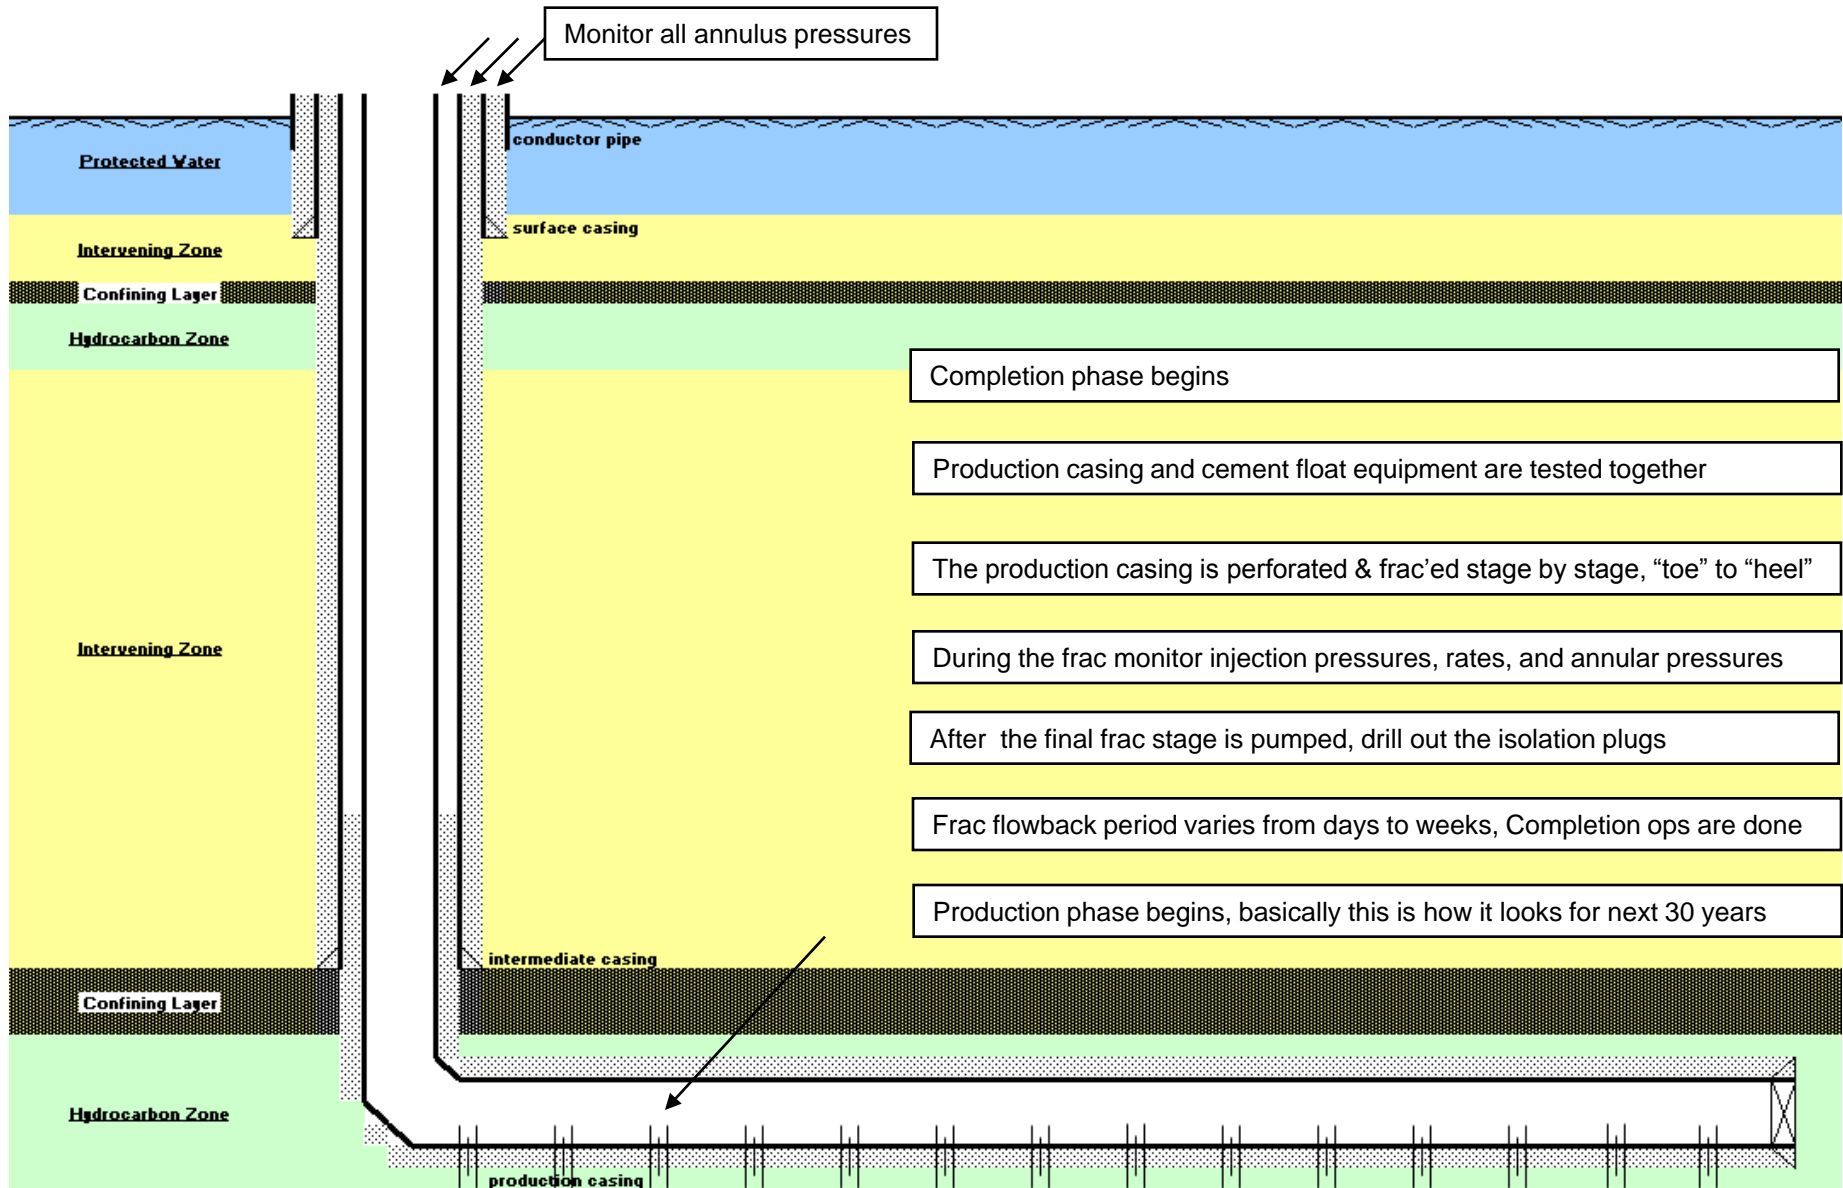 Monitor all annulus pressures
conductor pipe
Protected Water
surface casing
Intervening Zone
Confining Layer
Hydrocarbon Zone
Completion phase begins
Production casing and cement float equipment are tested together
The production casing is perforated & frac’ed stage by stage, “toe” to “heel”
Intervening Zone
During the frac monitor injection pressures, rates, and annular pressures
After the final frac stage is pumped, drill out the isolation plugs
Frac flowback period varies from days to weeks, Completion ops are done
Production phase begins, basically this is how it looks for next 30 years
intermediate casing
Confining Layer
Hydrocarbon Zone
production casing